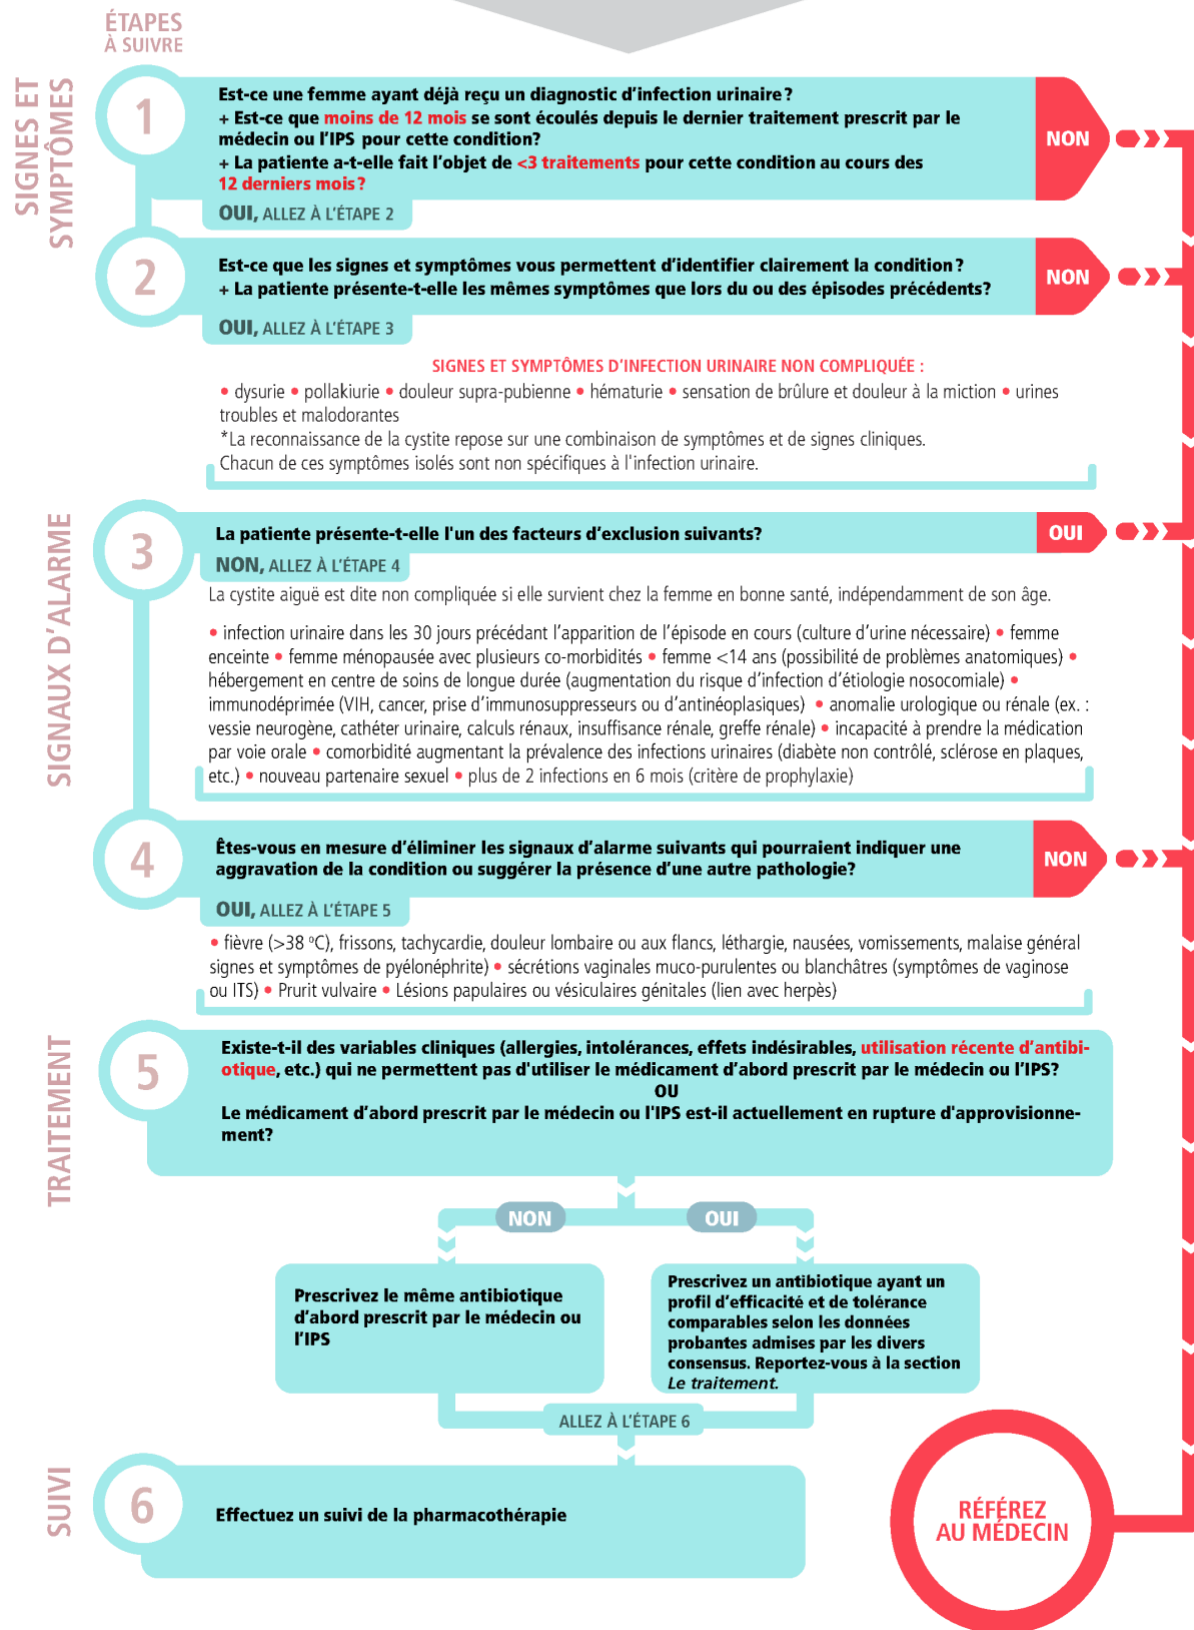 ÉTAPES
À SUIVRE
SIGNES ET
SYMPTÔMES
1
Est-ce une femme ayant déjà reçu un diagnostic d’infection urinaire?
+ Est-ce que moins de 12 mois se sont écoulés depuis le dernier traitement prescrit par le
médecin ou l’IPS pour cette condition?
+ La patiente a-t-elle fait l’objet de <3 traitements pour cette condition au cours des
12 derniers mois?
NON
OUI, ALLEZ À L’ÉTAPE 2
2
Est-ce que les signes et symptômes vous permettent d’identifier clairement la condition?
+ La patiente présente-t-elle les mêmes symptômes que lors du ou des épisodes précédents?
NON
OUI, ALLEZ À L’ÉTAPE 3
SIGNES ET SYMPTÔMES D’INFECTION URINAIRE NON COMPLIQUÉE :
• dysurie • pollakiurie • douleur supra-pubienne • hématurie • sensation de brûlure et douleur à la miction • urines
troubles et malodorantes
*La reconnaissance de la cystite repose sur une combinaison de symptômes et de signes cliniques.
Chacun de ces symptômes isolés sont non spécifiques à l'infection urinaire.
SIGNAUX D’ALARME
3
La patiente présente-t-elle l'un des facteurs d’exclusion suivants?
OUI
NON, ALLEZ À L’ÉTAPE 4
La cystite aiguë est dite non compliquée si elle survient chez la femme en bonne santé, indépendamment de son âge.
• infection urinaire dans les 30 jours précédant l’apparition de l’épisode en cours (culture d’urine nécessaire) • femme
enceinte • femme ménopausée avec plusieurs co-morbidités • femme <14 ans (possibilité de problèmes anatomiques) •
hébergement en centre de soins de longue durée (augmentation du risque d’infection d’étiologie nosocomiale) •
immunodéprimée (VIH, cancer, prise d’immunosuppresseurs ou d’antinéoplasiques) • anomalie urologique ou rénale (ex. :
vessie neurogène, cathéter urinaire, calculs rénaux, insuffisance rénale, greffe rénale) • incapacité à prendre la médication
par voie orale • comorbidité augmentant la prévalence des infections urinaires (diabète non contrôlé, sclérose en plaques,
etc.) • nouveau partenaire sexuel • plus de 2 infections en 6 mois (critère de prophylaxie)
4
Êtes-vous en mesure d’éliminer les signaux d’alarme suivants qui pourraient indiquer une
aggravation de la condition ou suggérer la présence d’une autre pathologie?
NON
OUI, ALLEZ À L’ÉTAPE 5
• fièvre (>38 ºC), frissons, tachycardie, douleur lombaire ou aux flancs, léthargie, nausées, vomissements, malaise général
signes et symptômes de pyélonéphrite) • sécrétions vaginales muco-purulentes ou blanchâtres (symptômes de vaginose
ou ITS) • Prurit vulvaire • Lésions papulaires ou vésiculaires génitales (lien avec herpès)
TRAITEMENT
5
Existe-t-il des variables cliniques (allergies, intolérances, effets indésirables, utilisation récente d’antibi-
otique, etc.) qui ne permettent pas d'utiliser le médicament d’abord prescrit par le médecin ou l’IPS?
OU
Le médicament d’abord prescrit par le médecin ou l'IPS est-il actuellement en rupture d'approvisionne-
ment?
NON
OUI
Prescrivez le même antibiotique
d’abord prescrit par le médecin ou
l’IPS
Prescrivez un antibiotique ayant un
profil d’efficacité et de tolérance
comparables selon les données
probantes admises par les divers
consensus. Reportez-vous à la section
Le traitement.
ALLEZ À L’ÉTAPE 6
SUIVI
6
Effectuez un suivi de la pharmacothérapie
RÉFÉREZ
AU MÉDECIN